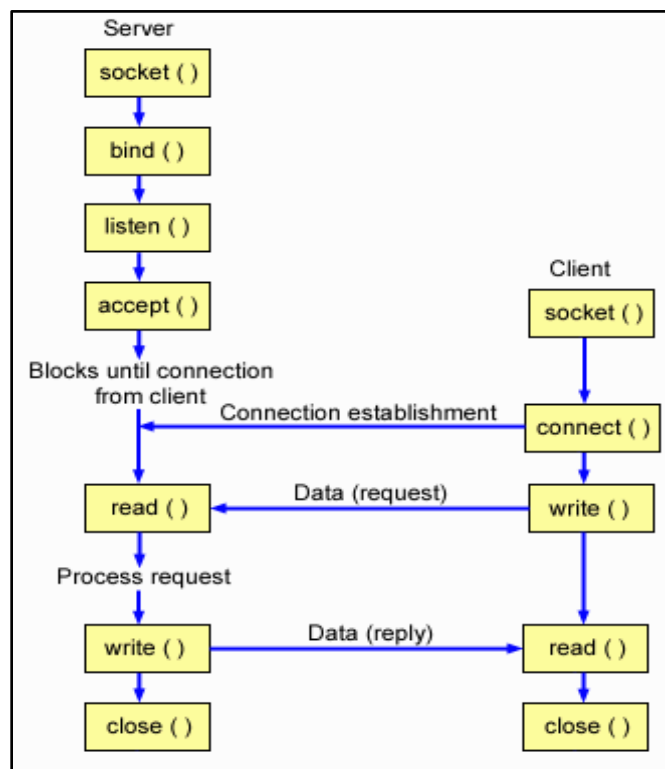 Server
socket ( )
bind ( )
listen ( )
Client
accept ( )
socket ( )
Blocks until connection
from client
Connection establishment
connect ( )
read ( )
Data (request)
write ( )
Process request
write ( )
Data (reply)
read ( )
close ( )
close ( )